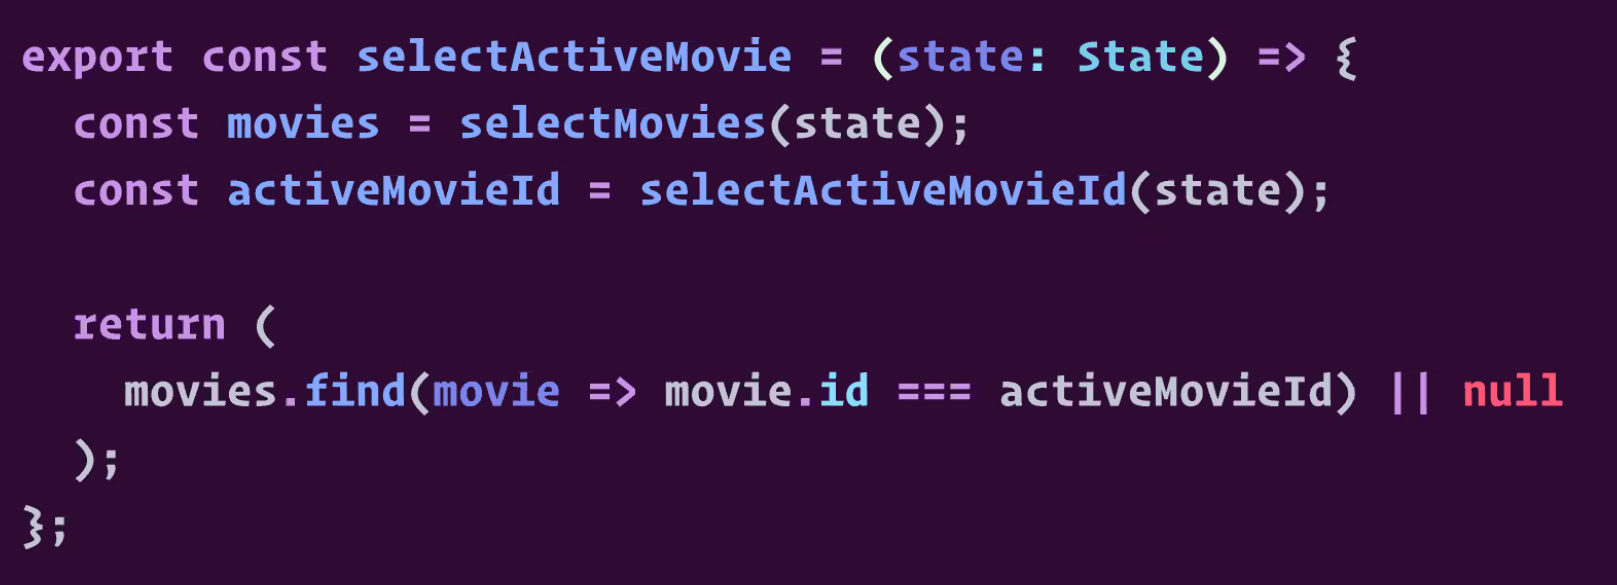 export const selectActiveMovie = (state: State) => {
  const movies = selectMovies(state);
  const activeMovieId = selectActiveMovieId(state);

  return (
    movies.find(movie => movie.id === activeMovieId) || null
  );
};